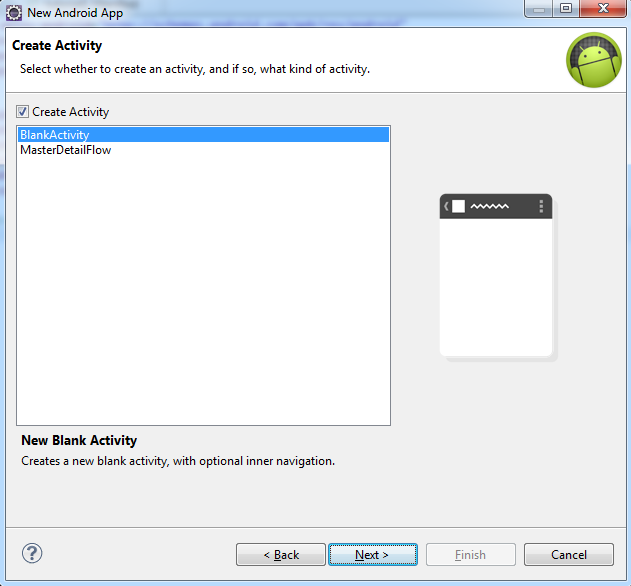 New Android App
Create Activity
Select whether to create an activity, and if so, what kind of activity.
Create Activity
BlankActivity
MasterDetailFlow
New Blank Activity
Creates a new blank activity, with optional inner navigation.
?
< Back
Next >
Finish
Cancel